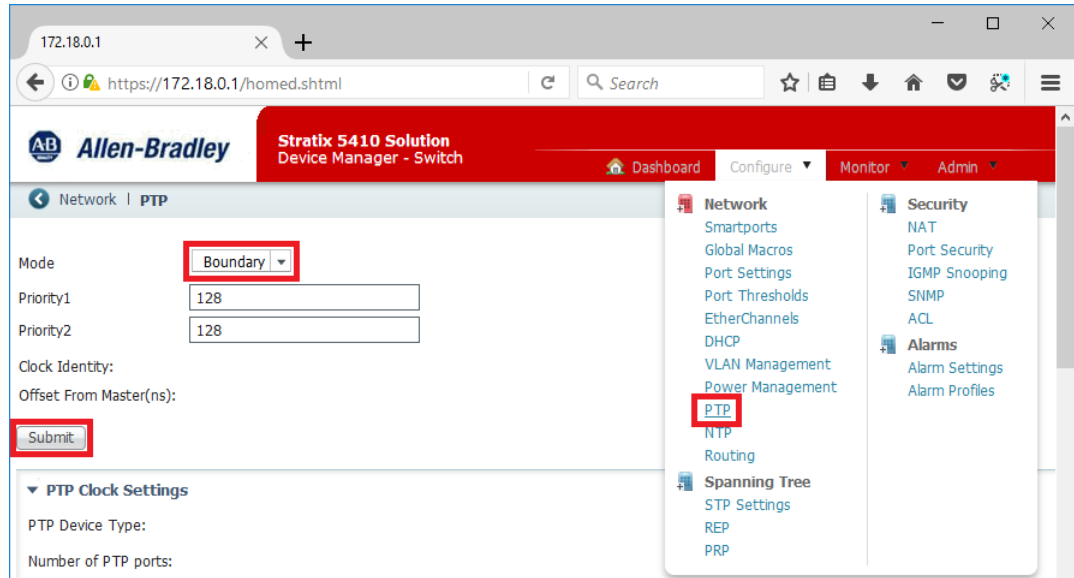 172.18.0.1
https://172.18.0.1/homed.shtml
Search
AB
Allen-Bradley
Stratix 5410 Solution
Device Manager - Switch
Dashboard Configure Monitor Admin
Network | PTP
Mode Boundary
Priority1 128
Priority2 128
Clock Identity:
Offset From Master(ns):
Submit
PTP Clock Settings
PTP Device Type:
Number of PTP ports:
Network
Smartports
Global Macros
Port Settings
Port Thresholds
EtherChannels
DHCP
VLAN Management
Power Management
PTP
NTP
Routing
Spanning Tree
STP Settings
REP
PRP
Security
NAT
Port Security
IGMP Snooping
SNMP
ACL
Alarms
Alarm Settings
Alarm Profiles